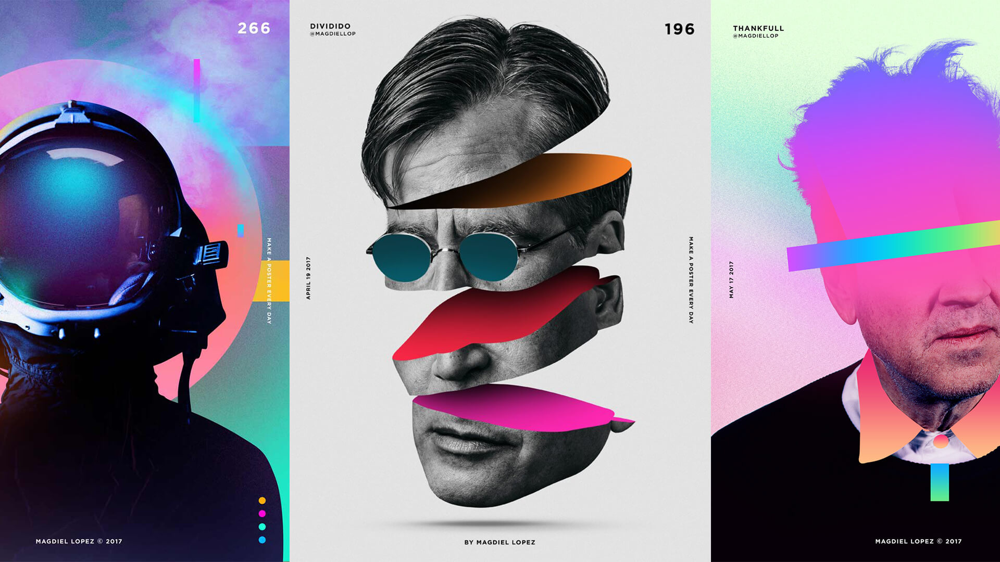 266
MAKE A POSTER EVERY DAY
MAGDIEL LOPEZ © 2017
DIVIDIDO
@MAGDIELLOP
196
APRIL 19 2017
MAKE A POSTER EVERY DAY
BY MAGDIEL LOPEZ
THANKFULL
@MAGDIELLOP
MAY 17 2017
MAGDIEL LOPEZ © 2017